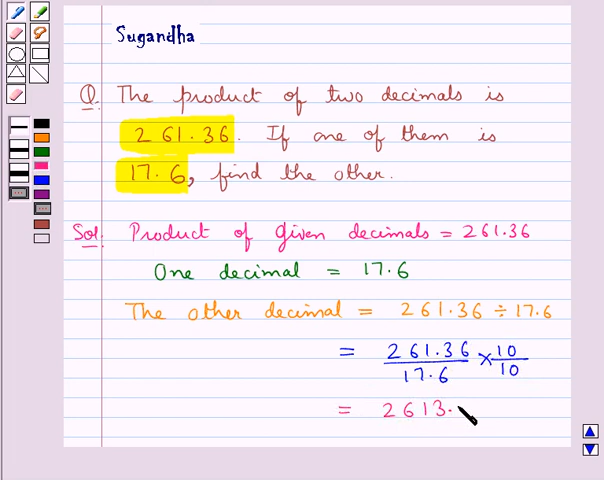 Sugandha
Q. The product of two decimals is
261.36. If one of them is
17.6, find the other.
Sol. Product of given decimals = 261.36
One decimal = 17.6
The other decimal = 261.36 ÷ 17.6
= 261.36/17.6 × 10/10
= 2613.